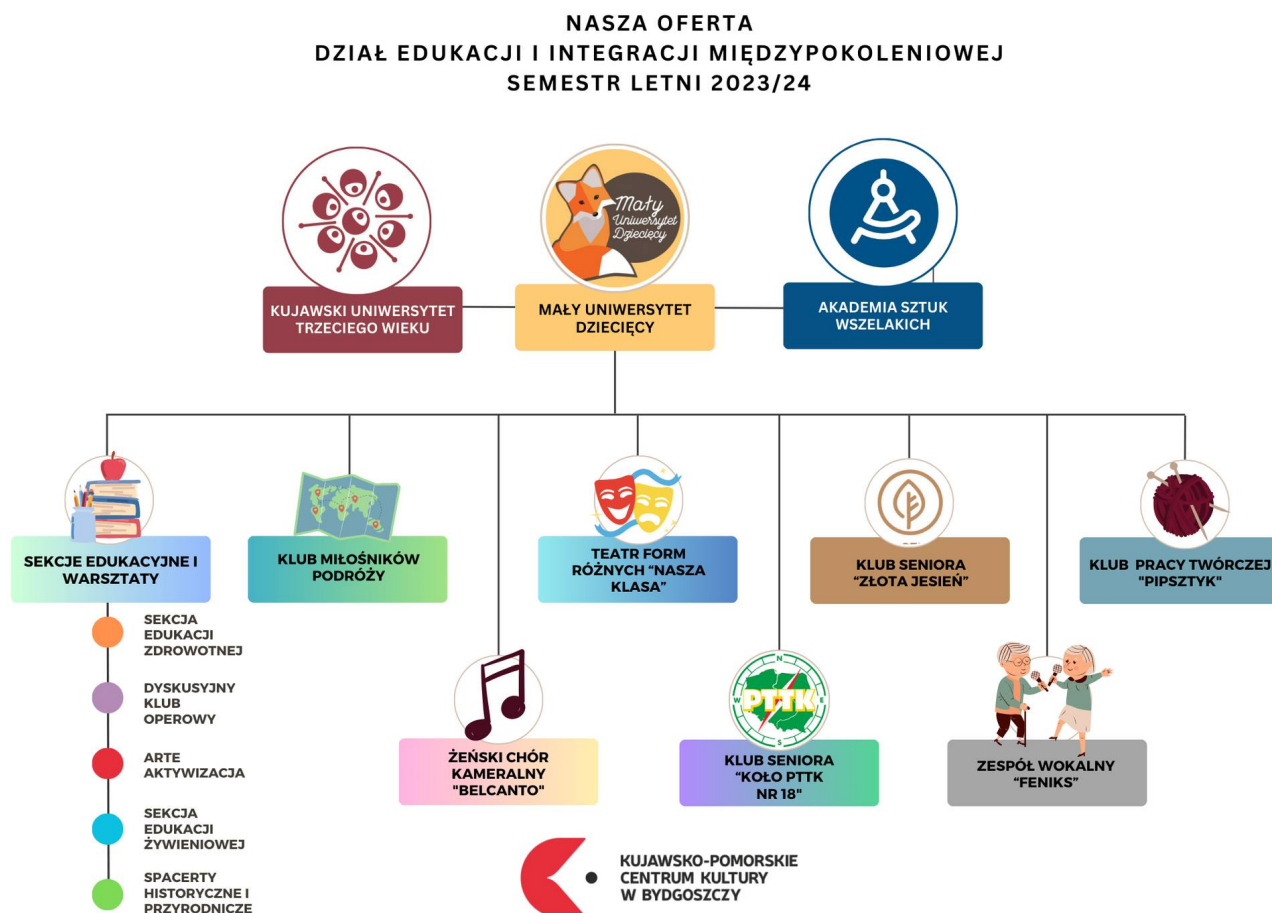 NASZA OFERTA
DZIAŁ EDUKACJI I INTEGRACJI MIĘDZYPOKOLENIOWEJ
SEMESTR LETNI 2023/24
Mały
Uniwersytet
Dziecięcy
KUJAWSKI UNIWERSYTET
TRZECIEGO WIEKU
MAŁY UNIWERSYTET
DZIECIĘCY
AKADEMIA SZTUK
WSZELAKICH
SEKCJE EDUKACYJNE I
WARSZTATY
KLUB MIŁOŚNIKÓW
PODRÓŻY
TEATR FORM
RÓŻNYCH “NASZA
KLASA”
KLUB SENIORA
“ZŁOTA JESIEŃ”
KLUB PRACY TWÓRCZEJ
"PIPSZTYK"
SEKCJA
EDUKACJI
ZDROWOTNEJ
DYSKUSYJNY
KLUB
OPEROWY
ARTE
AKTYWIZACJA
SEKCJA
EDUKACJI
ŻYWIENIOWEJ
SPACERTY
HISTORYCZNE I
PRZYRODNICZE
ŻEŃSKI CHÓR
KAMERALNY
"BELCANTO"
N
W
PTTK
E
S
KLUB SENIORA
“KOŁO PTTK
NR 18"
ZESPÓŁ WOKALNY
“FENIKS”
KUJAWSKO-POMORSKIE
CENTRUM KULTURY
W BYDGOSZCZY